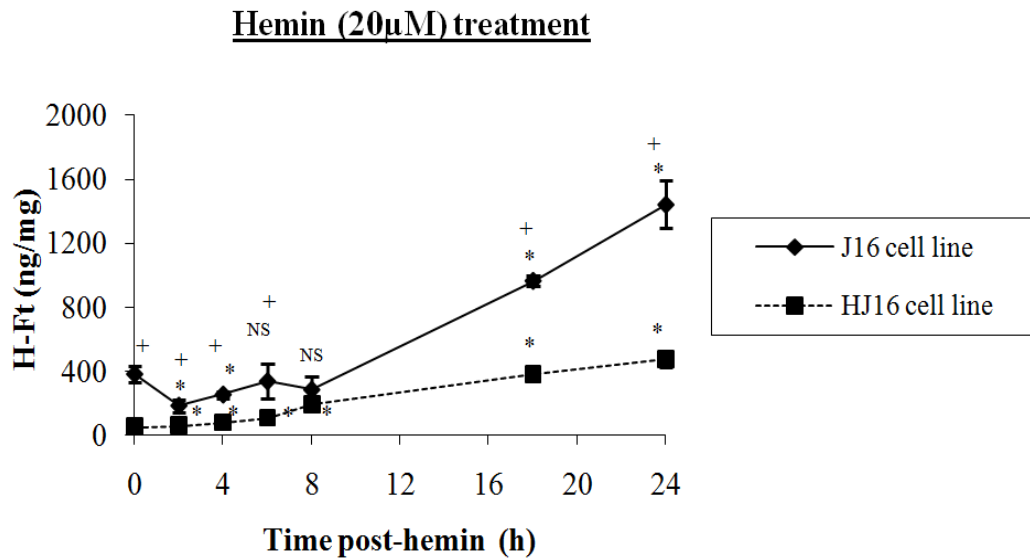 Hemin (20µM) treatment
2000
1600
1200
800
400
0
H-Ft (ng/mg)
+
*
+
*
*
*
+
NS
NS
+
+
*
+
*
*
*
*
*
0 4 8 12 16 20 24
Time post-hemin (h)
J16 cell line
HJ16 cell line